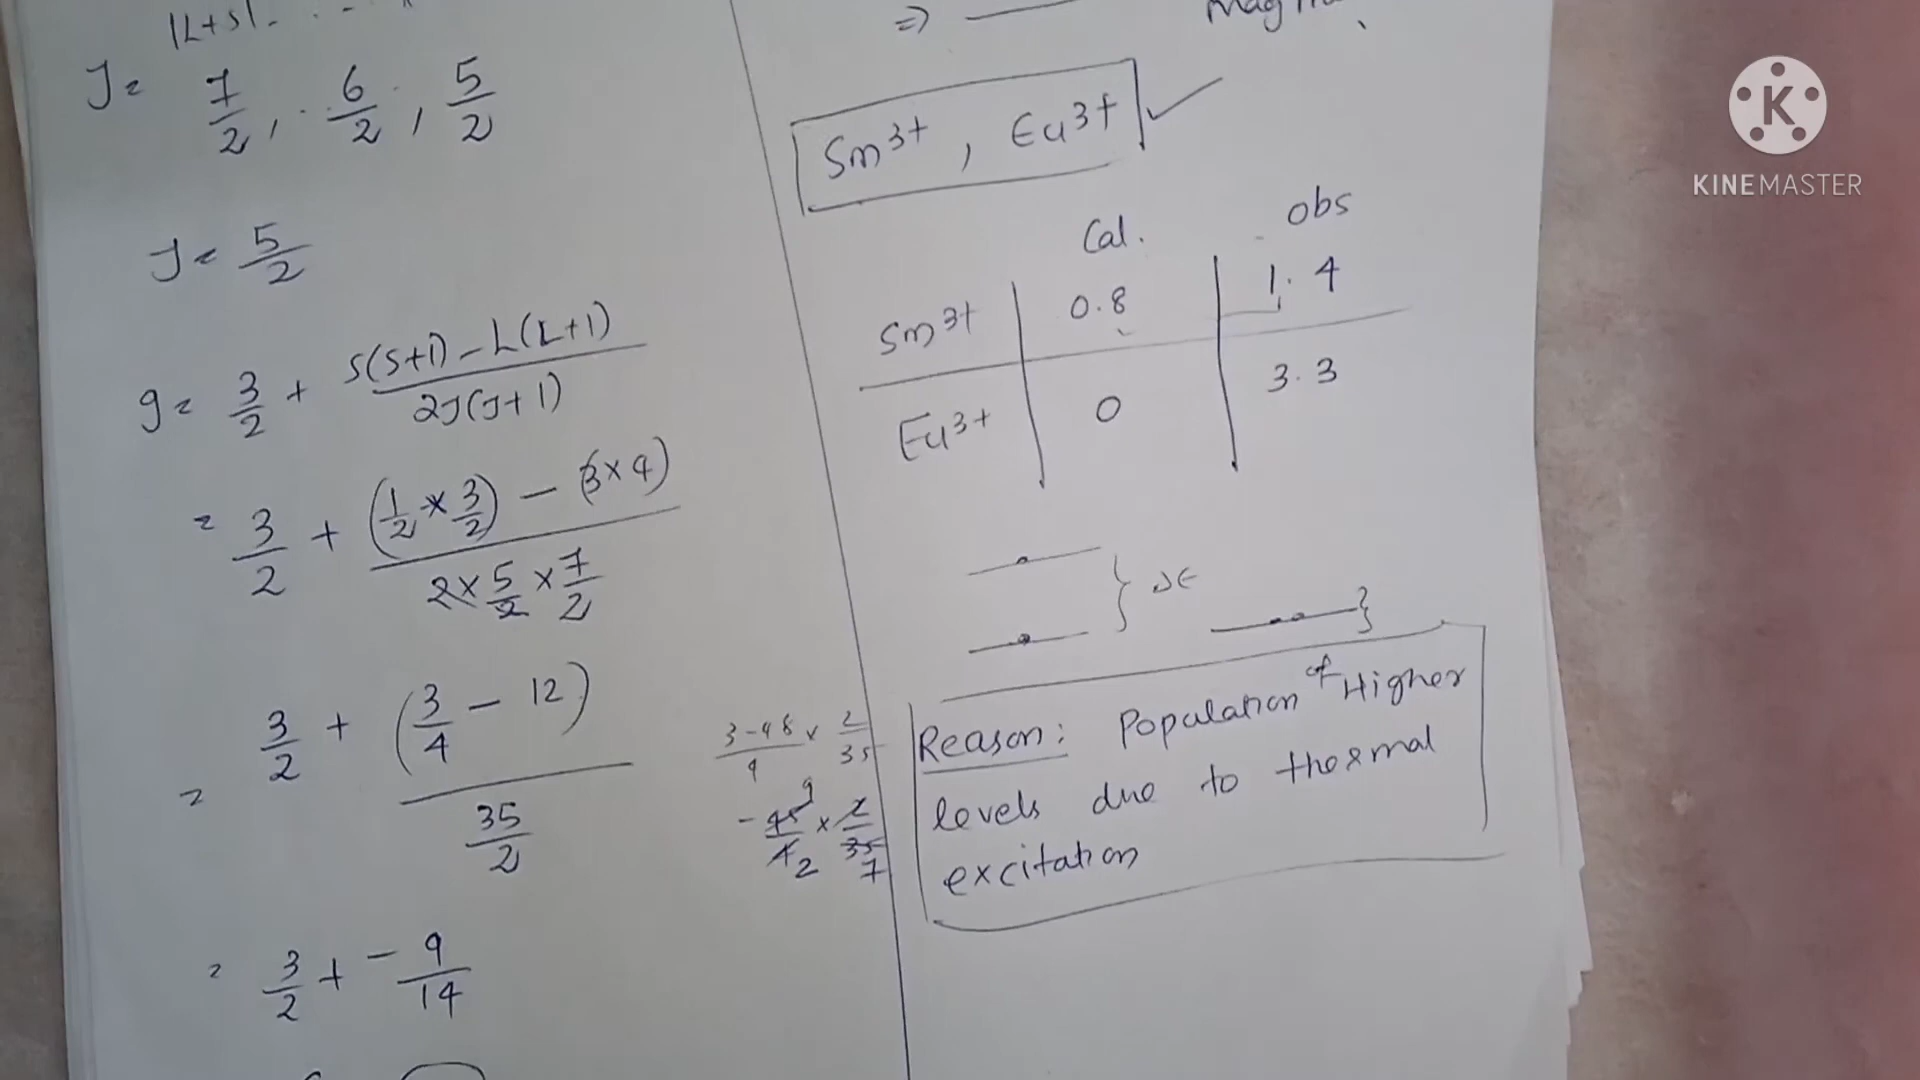 |L+S|- . . - .
J = 7/2, . 6/2, 5/2
J = 5/2
g = 3/2 + S(S+1) - L(L+1) / 2J(J+1)
= 3/2 + (1/2 × 3/2) - (3×4) / 2 × 5/2 × 7/2
= 3/2 + (3/4 - 12) / 35/2
3-48/4 × 2/35
- 45/4 × 2/35
9
2 7
= 3/2 + - 9/14
=>
Sm3+, Eu3+ ✓
Cal. Obs
Sm3+ 0.8 1.4
Eu3+ 0 3.3
} ΔE
}
Reason: Population of Higher
levels due to thermal
excitation
K
KINEMASTER